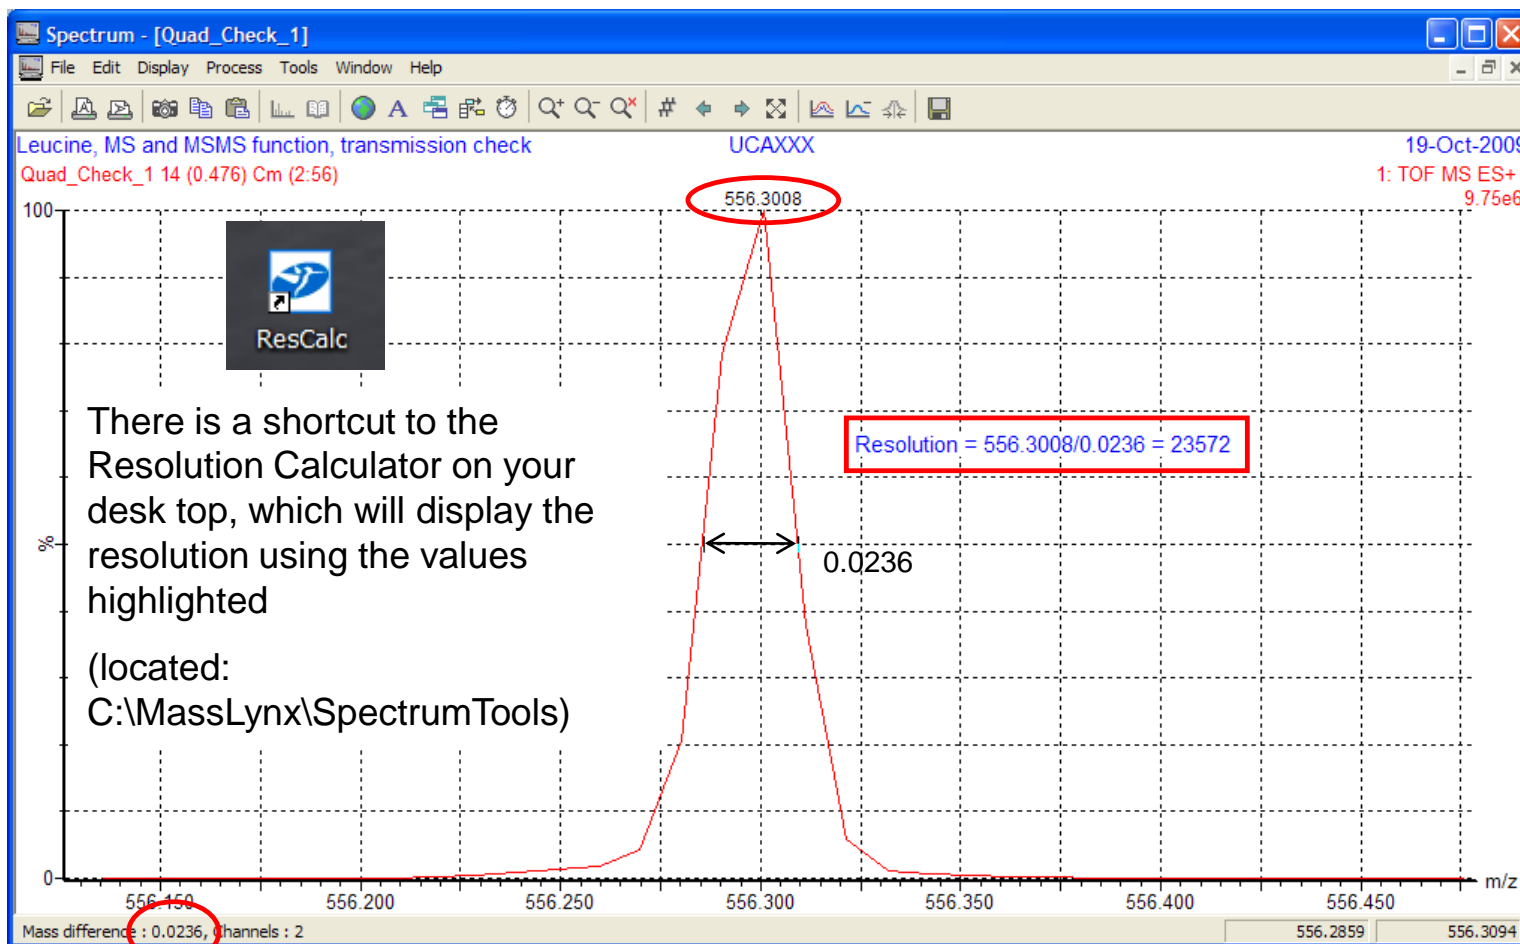 Spectrum - [Quad_Check_1]
File Edit Display Process Tools Window Help
Leucine, MS and MSMS function, transmission check UCAXXX 19-Oct-2009
Quad_Check_1 14 (0.476) Cm (2:56) 1: TOF MS ES+
556.3008 9.75e6
100
ResCalc
There is a shortcut to the
Resolution Calculator on your
desk top, which will display the
resolution using the values
highlighted
(located:
C:\MassLynx\SpectrumTools)
Resolution = 556.3008/0.0236 = 23572
%
0.0236
0
m/z
556.150 556.200 556.250 556.300 556.350 556.400 556.450
Mass difference : 0.0236, Channels : 2 556.2859 556.3094